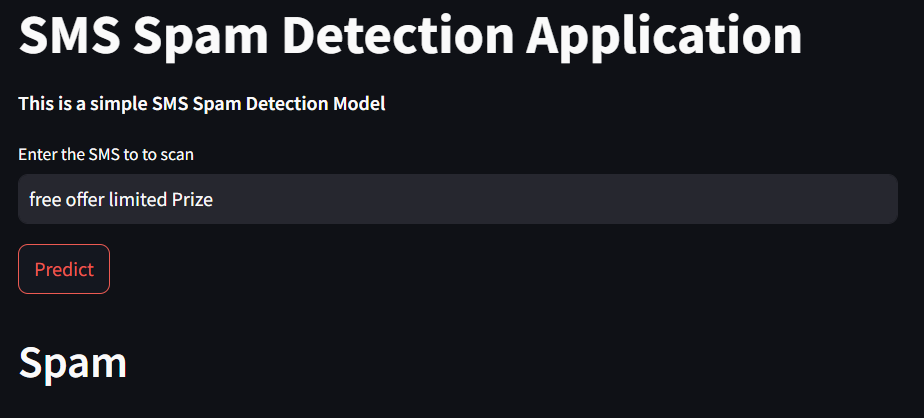 SMS Spam Detection Application
This is a simple SMS Spam Detection Model
Enter the SMS to to scan
free offer limited Prize
Predict
Spam